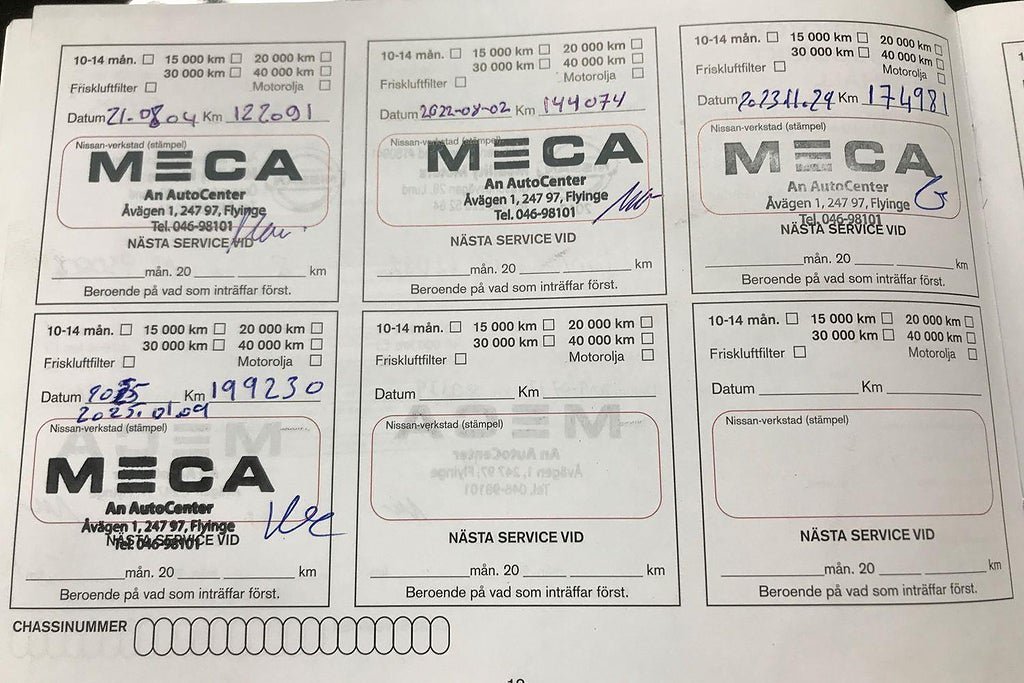 10-14 mån. 15 000 km 20 000 km
30 000 km 40 000 km
Friskluftfilter Motorolja
Datum 21.08 04 Km 122091
Nissan-verkstad (stämpel)
MECA
An AutoCenter
Åvägen 1, 247 97, Flyinge
Tel. 046-98101
NÄSTA SERVICE VID
mån. 20 km
Beroende på vad som inträffar först.
10-14 mån. 15 000 km 20 000 km
30 000 km 40 000 km
Friskluftfilter Motorolja
Datum 2022-08-02 Km 144074
Nissan-verkstad (stämpel)
MECA
An AutoCenter
Åvägen 1, 247 97, Flyinge
Tel. 046-98101
NÄSTA SERVICE VID
mån. 20 km
Beroende på vad som inträffar först.
10-14 mån. 15 000 km 20 000 km
30 000 km 40 000 km
Friskluftfilter Motorolja
Datum 2023.11.29 Km 174981
Nissan-verkstad (stämpel)
MECA
An AutoCenter
Åvägen 1, 247 97, Flyinge
Tel. 046-98101
NÄSTA SERVICE VID
mån. 20 km
Beroende på vad som inträffar först.
10-14 mån. 15 000 km 20 000 km
30 000 km 40 000 km
Friskluftfilter Motorolja
Datum Km 199230
2025.01.09
Nissan-verkstad (stämpel)
MECA
An AutoCenter
Åvägen 1, 247 97, Flyinge
Tel. 046-98101
NÄSTA SERVICE VID
mån. 20 km
Beroende på vad som inträffar först.
10-14 mån. 15 000 km 20 000 km
30 000 km 40 000 km
Friskluftfilter Motorolja
Datum Km
Nissan-verkstad (stämpel)
NÄSTA SERVICE VID
mån. 20 km
Beroende på vad som inträffar först.
10-14 mån. 15 000 km 20 000 km
30 000 km 40 000 km
Friskluftfilter Motorolja
Datum Km
Nissan-verkstad (stämpel)
NÄSTA SERVICE VID
mån. 20 km
Beroende på vad som inträffar först.
CHASSINUMMER